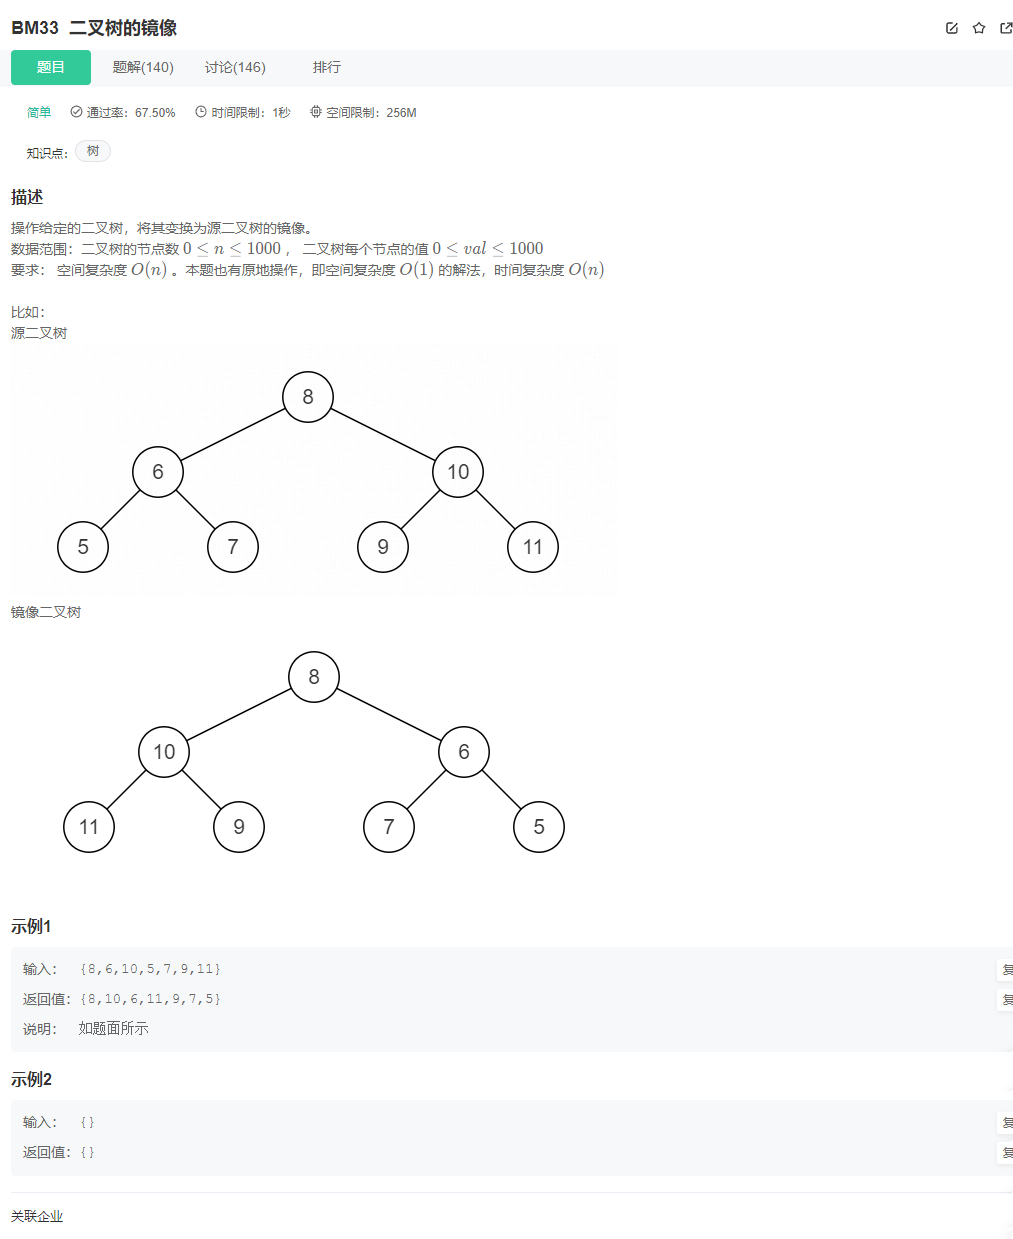 BM33 二叉树的镜像
题目 题解(140) 讨论(146) 排行
简单 通过率：67.50% 时间限制：1秒 空间限制：256M
知识点： 树
描述
操作给定的二叉树，将其变换为源二叉树的镜像。
数据范围：二叉树的节点数 0 ≤ n ≤ 1000 ， 二叉树每个节点的值 0 ≤ val ≤ 1000
要求： 空间复杂度 O(n) 。本题也有原地操作，即空间复杂度 O(1) 的解法，时间复杂度 O(n)
比如：
源二叉树
8
6 10
5 7 9 11
镜像二叉树
8
10 6
11 9 7 5
示例1
输入： {8,6,10,5,7,9,11}
返回值：{8,10,6,11,9,7,5}
说明： 如题面所示
示例2
输入： {}
返回值：{}
关联企业